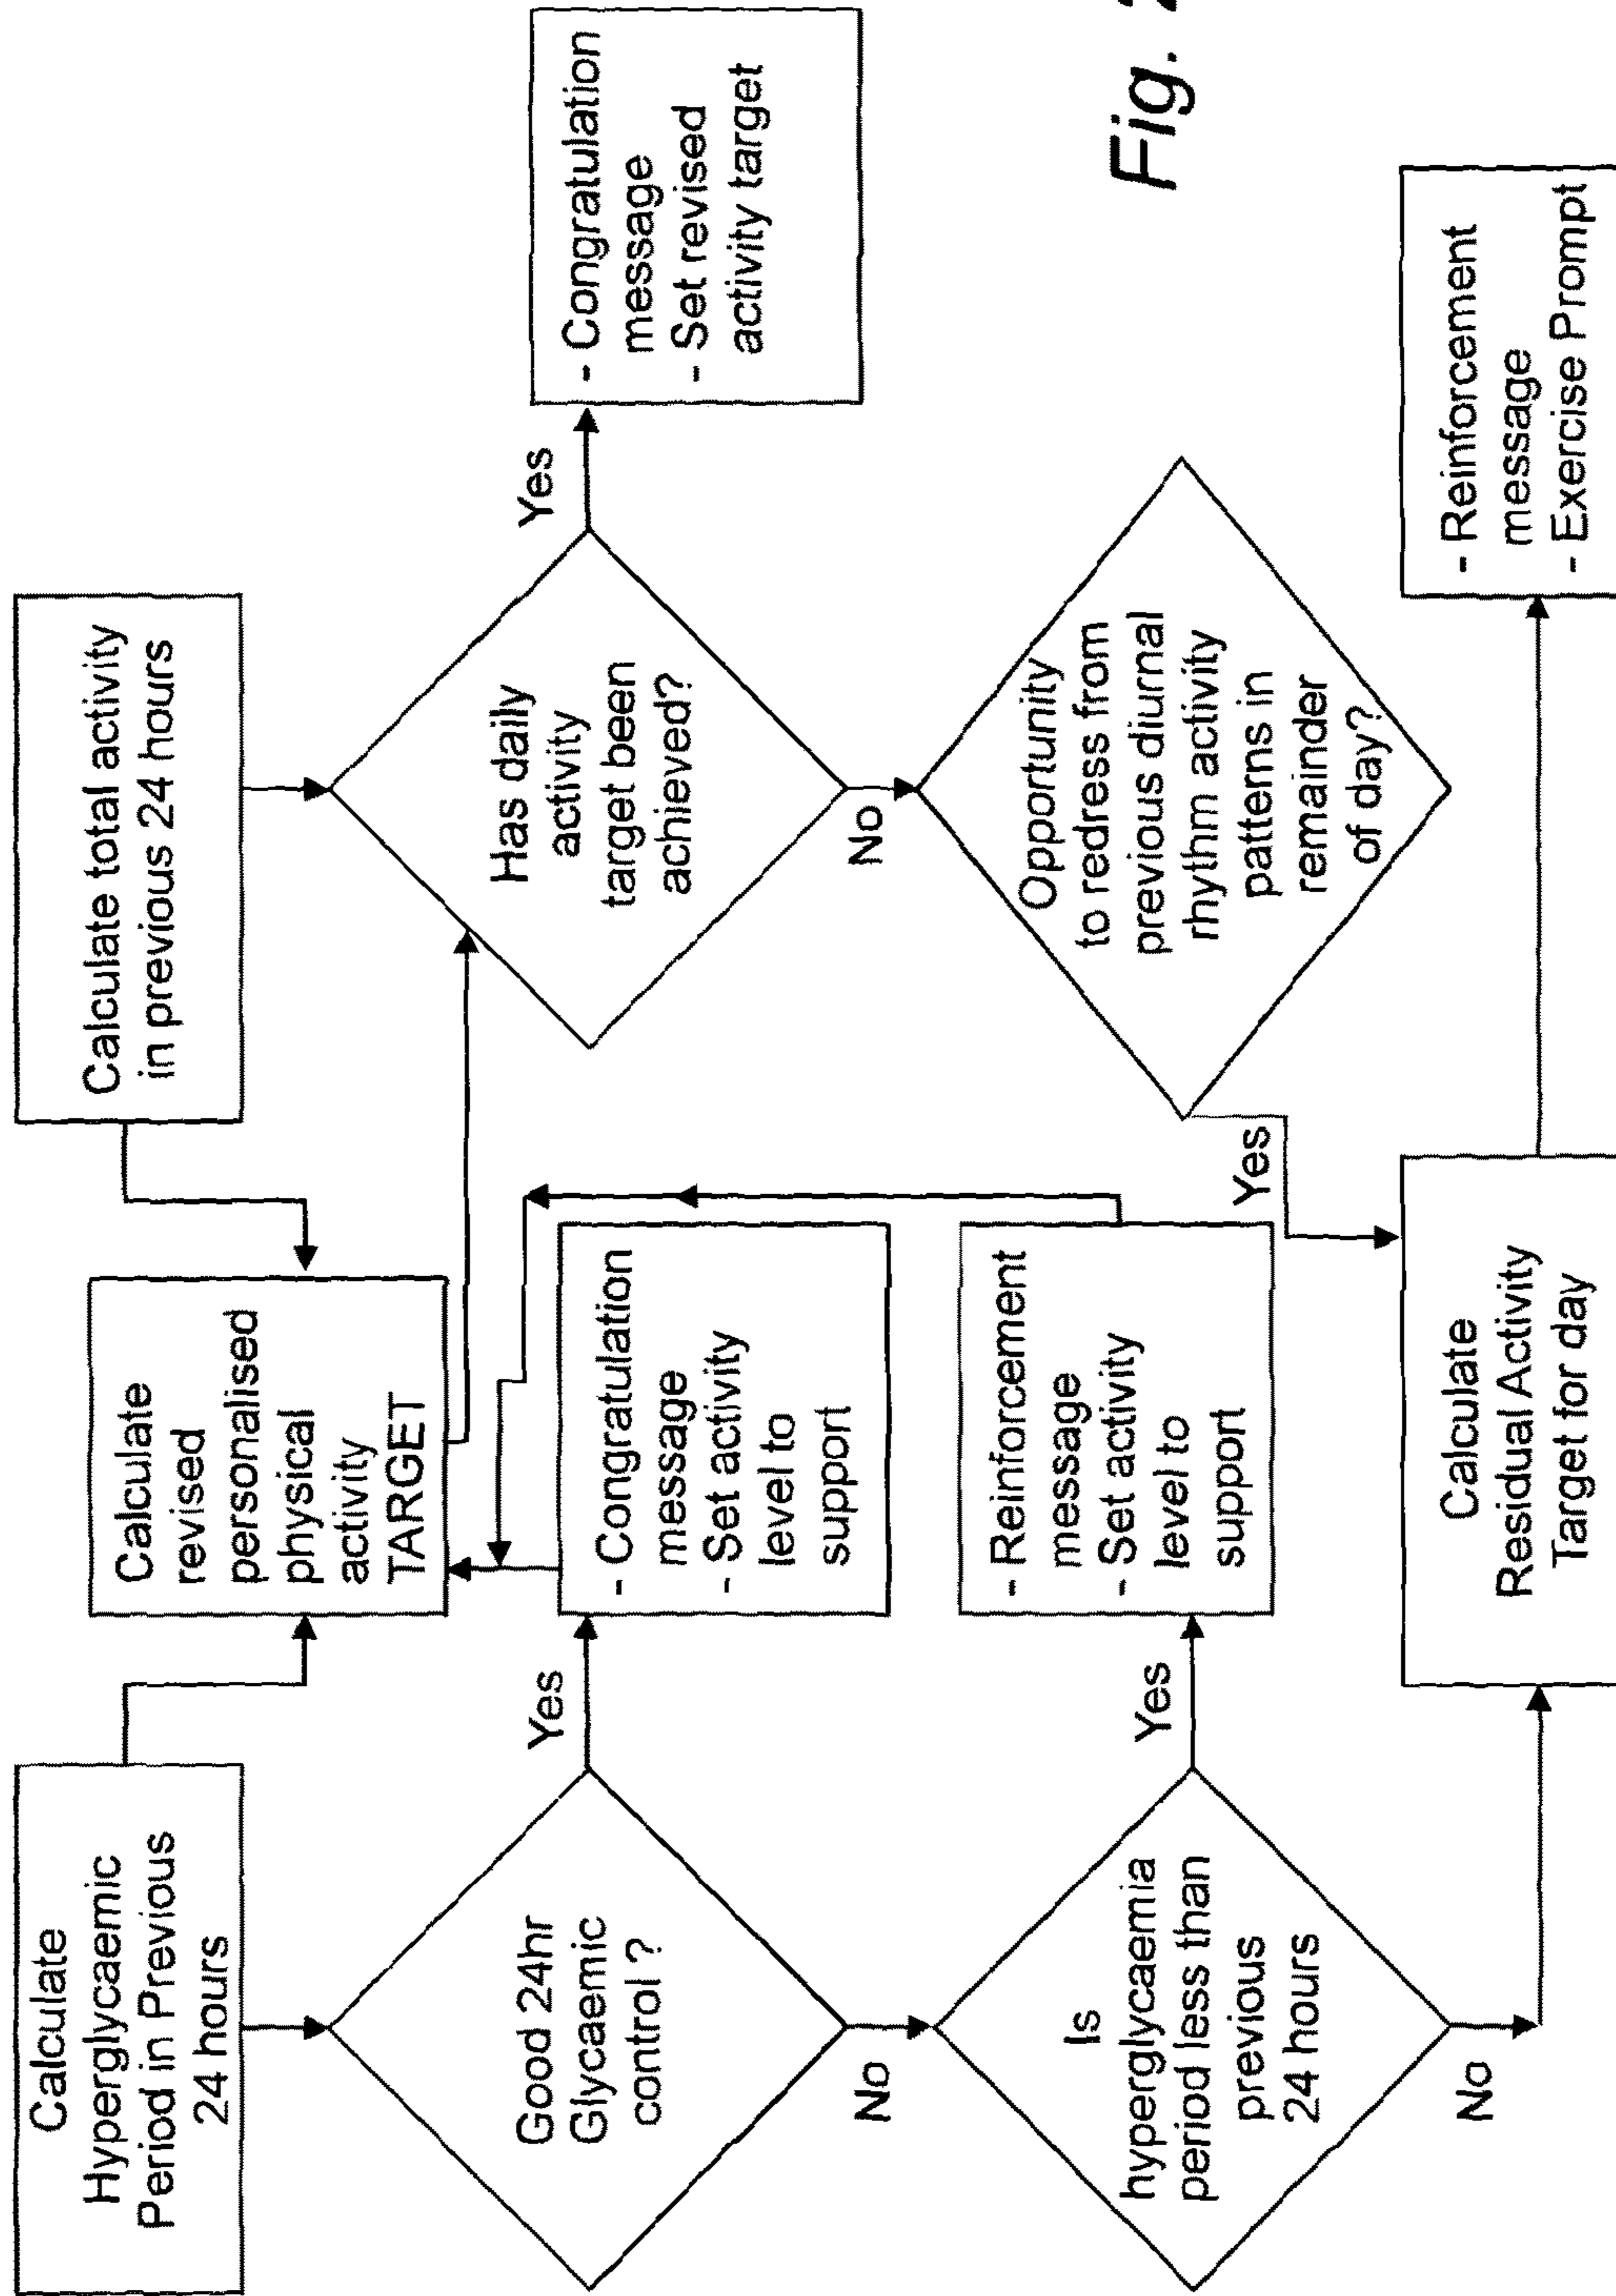 Calculate
Hyperglycaemic
Period in Previous
24 hours
Calculate
revised
personalised
physical
activity
TARGET
Calculate total activity
in previous 24 hours
Good 24hr
Glycaemic
control ?
Yes
- Congratulation
message
- Set activity
level to
support
Has daily
activity
target been
achieved?
Yes
- Congratulation
message
- Set revised
activity target
No
No
Is
hyperglycaemia
period less than
previous
24 hours
Yes
- Reinforcement
message
- Set activity
level to
support
Opportunity
to redress from
previous diurnal
rhythm activity
patterns in
remainder
of day?
Yes
No
Calculate
Residual Activity
Target for day
- Reinforcement
message
- Exercise Prompt
Fig.